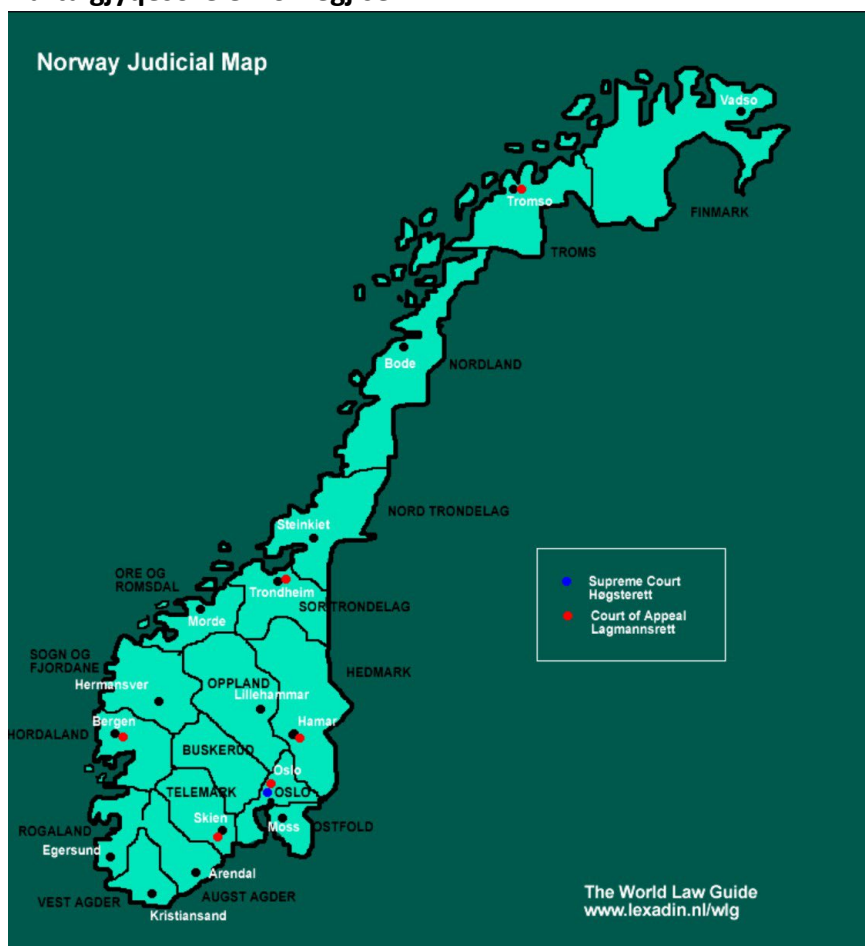 Norway Judicial Map
Vadso
Tromso
FINMARK
TROMS
Bode
NORDLAND
NORD TRONDELAG
Steinkiet
ORE OG
ROMSDAL
Trondheim
SOR TRONDELAG
Morde
Supreme Court
Høgsterett
Court of Appeal
Lagmannsrett
SOGN OG
FJORDANE
HEDMARK
Hermansver
OPPLAND
Lillehammar
Bergen
Hamar
HORDALAND
BUSKERUD
Oslo
TELEMARK
OSLO
Skien
Moss
OSTFOLD
ROGALAND
Egersund
Arendal
VEST AGDER
AUGST AGDER
Kristiansand
The World Law Guide
www.lexadin.nl/wlg